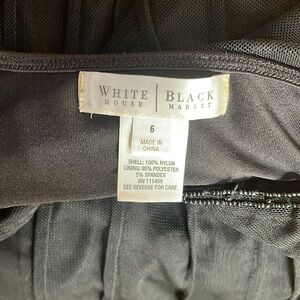 WHITE | BLACK
HOUSE | MARKET
6
MADE IN
CHINA
SHELL: 100% NYLON
LINING: 95% POLYESTER
5% SPANDEX
RN 111459
SEE REVERSE FOR CARE